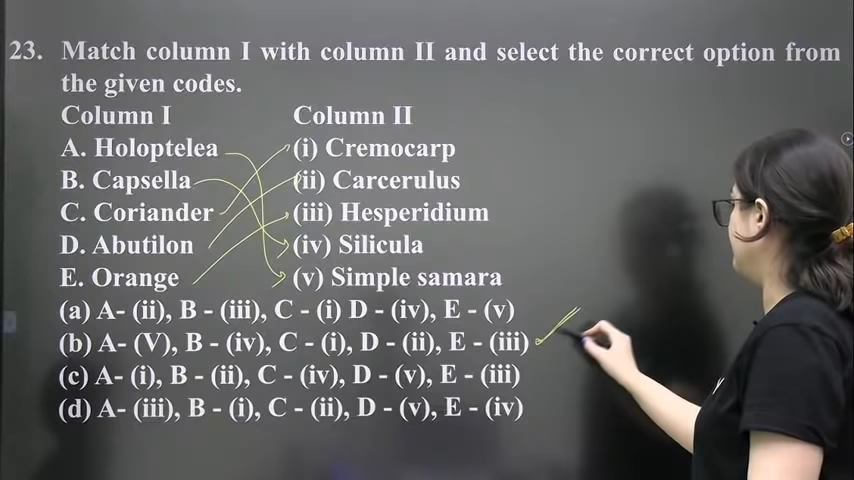 23. Match column I with column II and select the correct option from
the given codes.
Column I Column II
A. Holoptelea (i) Cremocarp
B. Capsella (ii) Carcerulus
C. Coriander (iii) Hesperidium
D. Abutilon (iv) Silicula
E. Orange (v) Simple samara
(a) A- (ii), B - (iii), C - (i) D - (iv), E - (v)
(b) A- (V), B - (iv), C - (i), D - (ii), E - (iii)
(c) A- (i), B - (ii), C - (iv), D - (v), E - (iii)
(d) A- (iii), B - (i), C - (ii), D - (v), E - (iv)